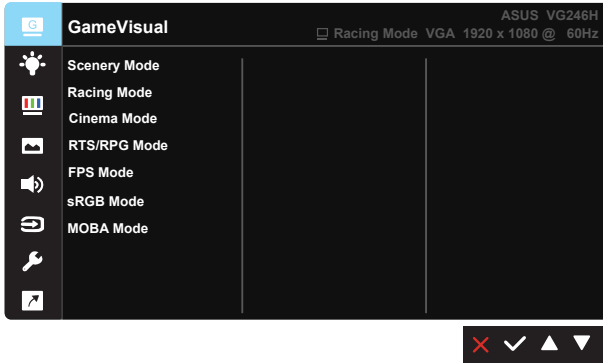 G
GameVisual
ASUS VG246H
Racing Mode VGA 1920 x 1080 @ 60Hz
Scenery Mode
Racing Mode
Cinema Mode
RTS/RPG Mode
FPS Mode
sRGB Mode
MOBA Mode